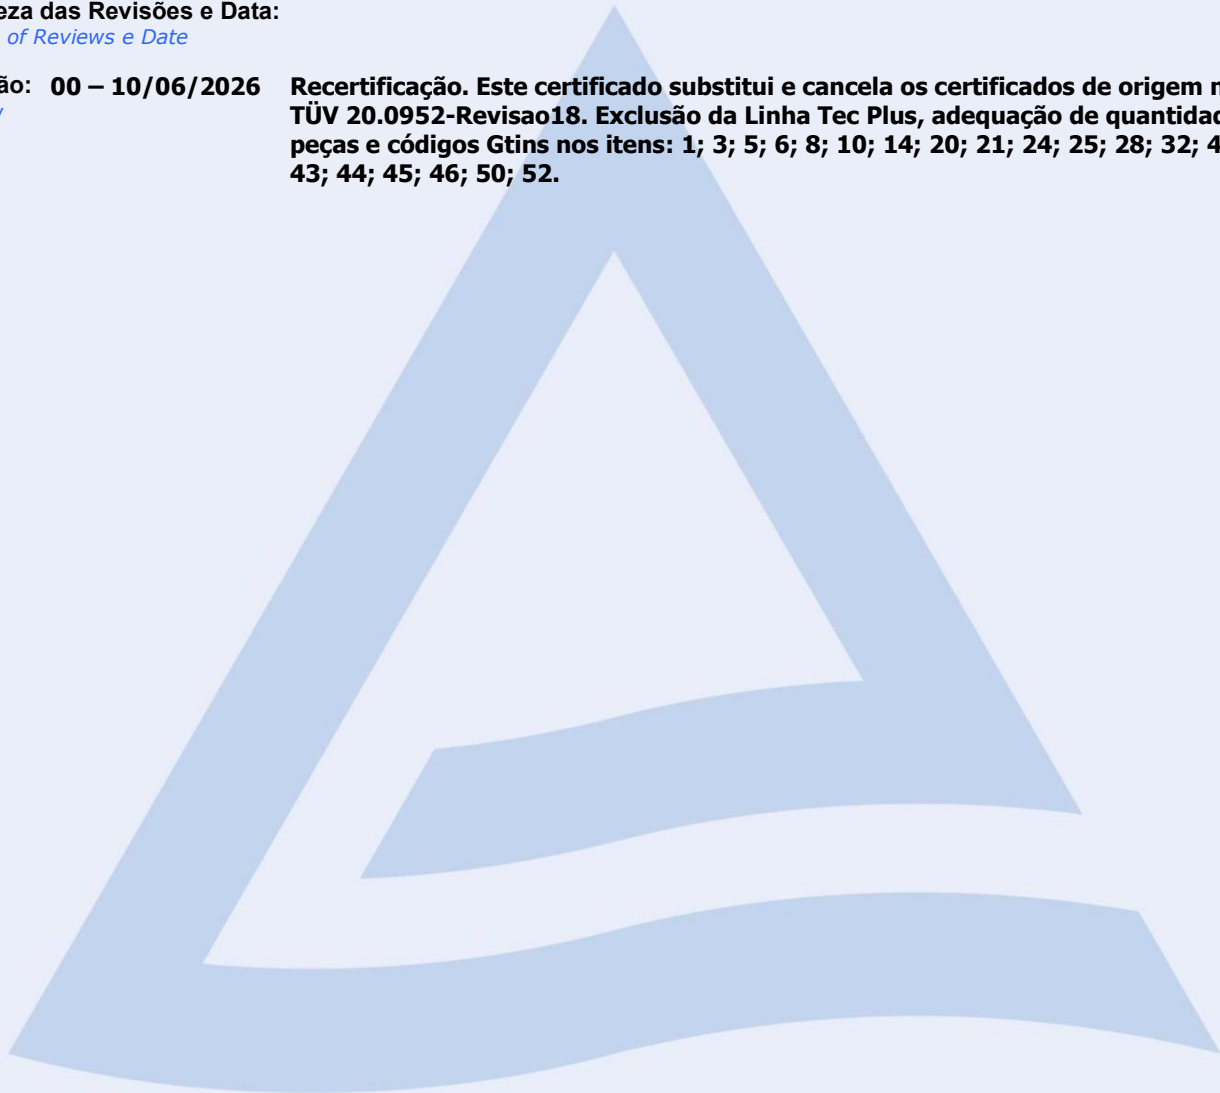 eza das Revisões e Data:
of Reviews e Date
ão: 00 – 10/06/2026 Recertificação. Este certificado substitui e cancela os certificados de origem
TÜV 20.0952-Revisao18. Exclusão da Linha Tec Plus, adequação de quantidad
peças e códigos Gtins nos itens: 1; 3; 5; 6; 8; 10; 14; 20; 21; 24; 25; 28; 32; 4
43; 44; 45; 46; 50; 52.